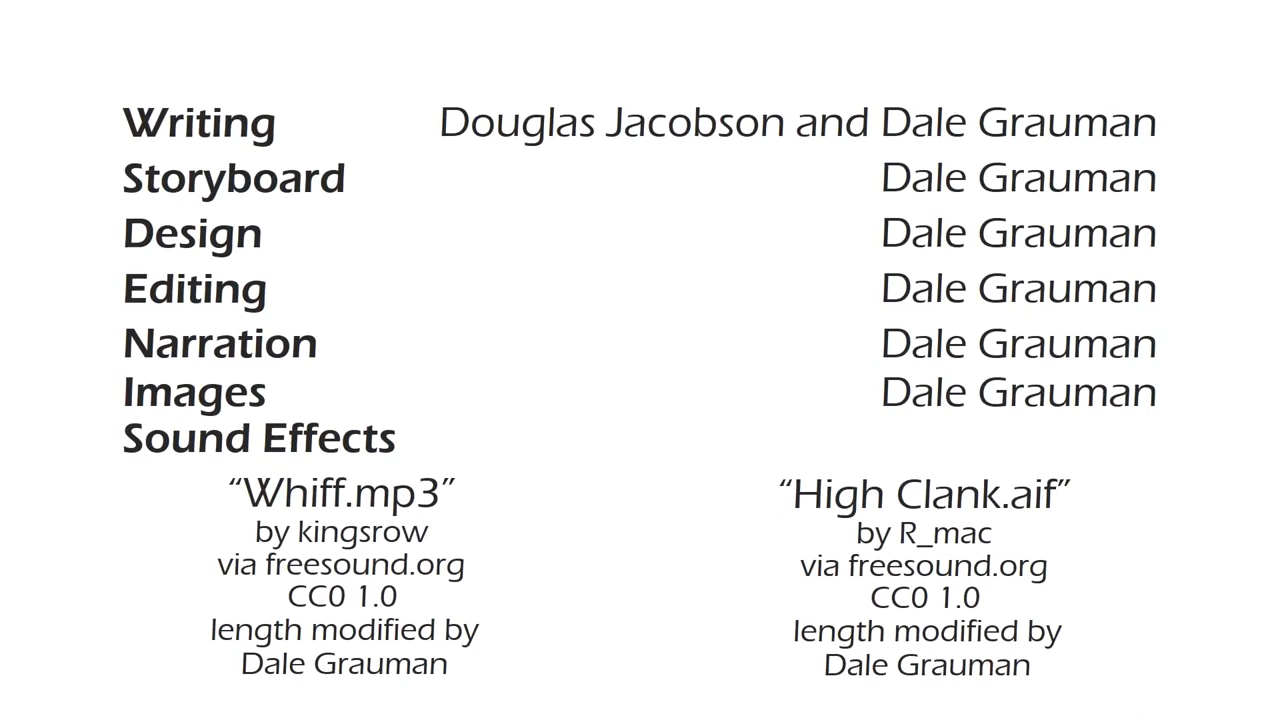 Writing Douglas Jacobson and Dale Grauman
Storyboard Dale Grauman
Design Dale Grauman
Editing Dale Grauman
Narration Dale Grauman
Images Dale Grauman
Sound Effects
“Whiff.mp3”
by kingsrow
via freesound.org
CC0 1.0
length modified by
Dale Grauman
“High Clank.aif”
by R_mac
via freesound.org
CC0 1.0
length modified by
Dale Grauman